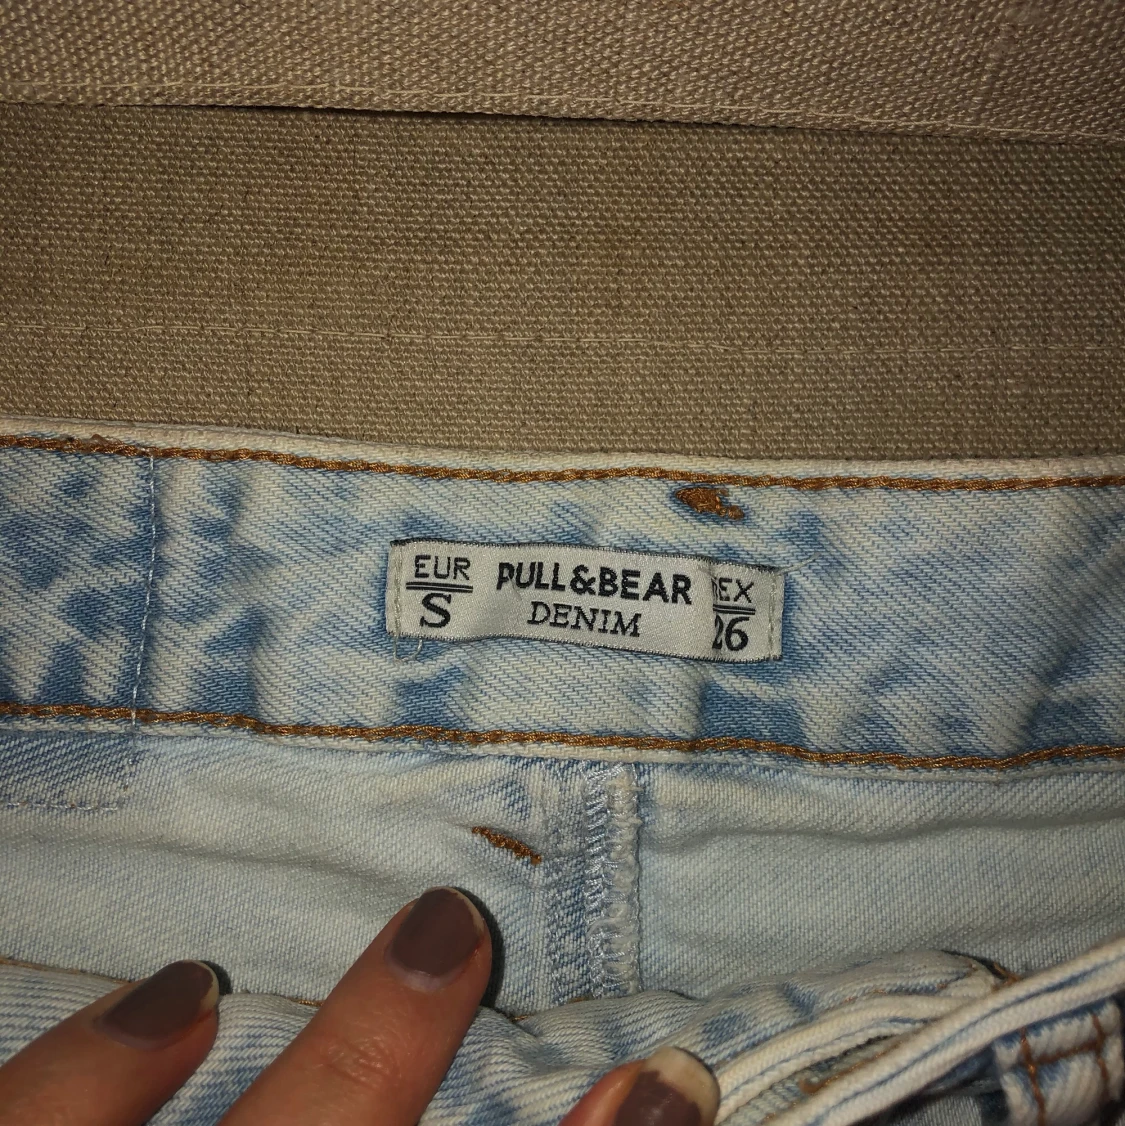 EUR PULL&BEAR EX
S DENIM 26